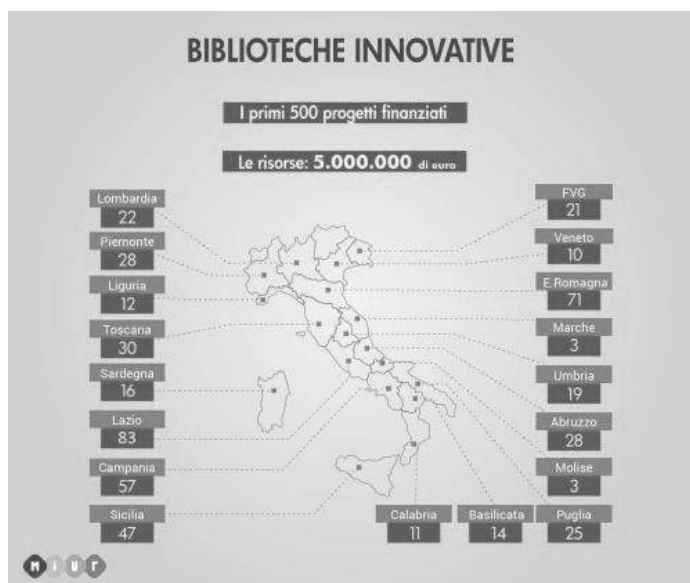 BIBLIOTECHE INNOVATIVE
I primi 500 progetti finanziati
Le risorse: 5.000.000 di euro
Lombardia
22
Piemonte
28
Liguria
12
Toscana
30
Sardegna
16
Lazio
83
Campania
57
Sicilia
47
FVG
21
Veneto
10
E.Romagna
71
Marche
3
Umbria
19
Abruzzo
28
Molise
3
Calabria
11
Basilicata
14
Puglia
25
MIUR